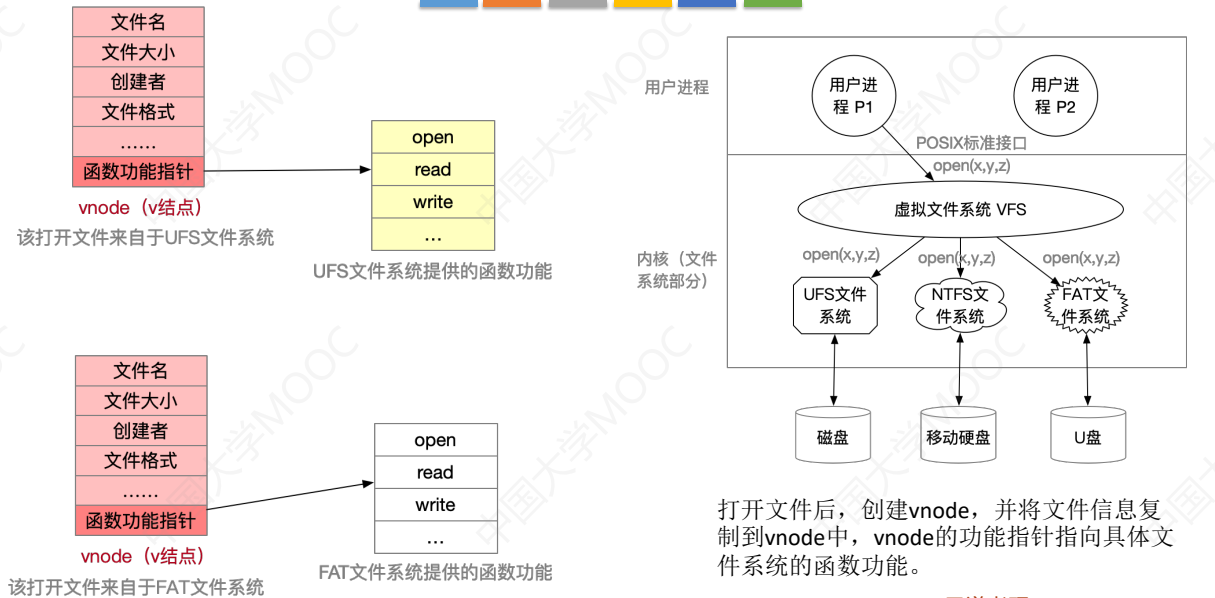 文件名
文件大小
创建者
文件格式
……
函数功能指针
vnode（v结点）
该打开文件来自于UFS文件系统
open
read
write
...
UFS文件系统提供的函数功能
文件名
文件大小
创建者
文件格式
……
函数功能指针
vnode（v结点）
该打开文件来自于FAT文件系统
open
read
write
...
FAT文件系统提供的函数功能
用户进程
用户进
程 P1
用户进
程 P2
POSIX标准接口
open(x,y,z)
虚拟文件系统 VFS
内核（文件
系统部分）
open(x,y,z)
open(x,y,z)
open(x,y,z)
UFS文件
系统
NTFS文
件系统
FAT文
件系统
磁盘
移动硬盘
U盘
打开文件后，创建vnode，并将文件信息复
制到vnode中，vnode的功能指针指向具体文
件系统的函数功能。
中国大学MOOC